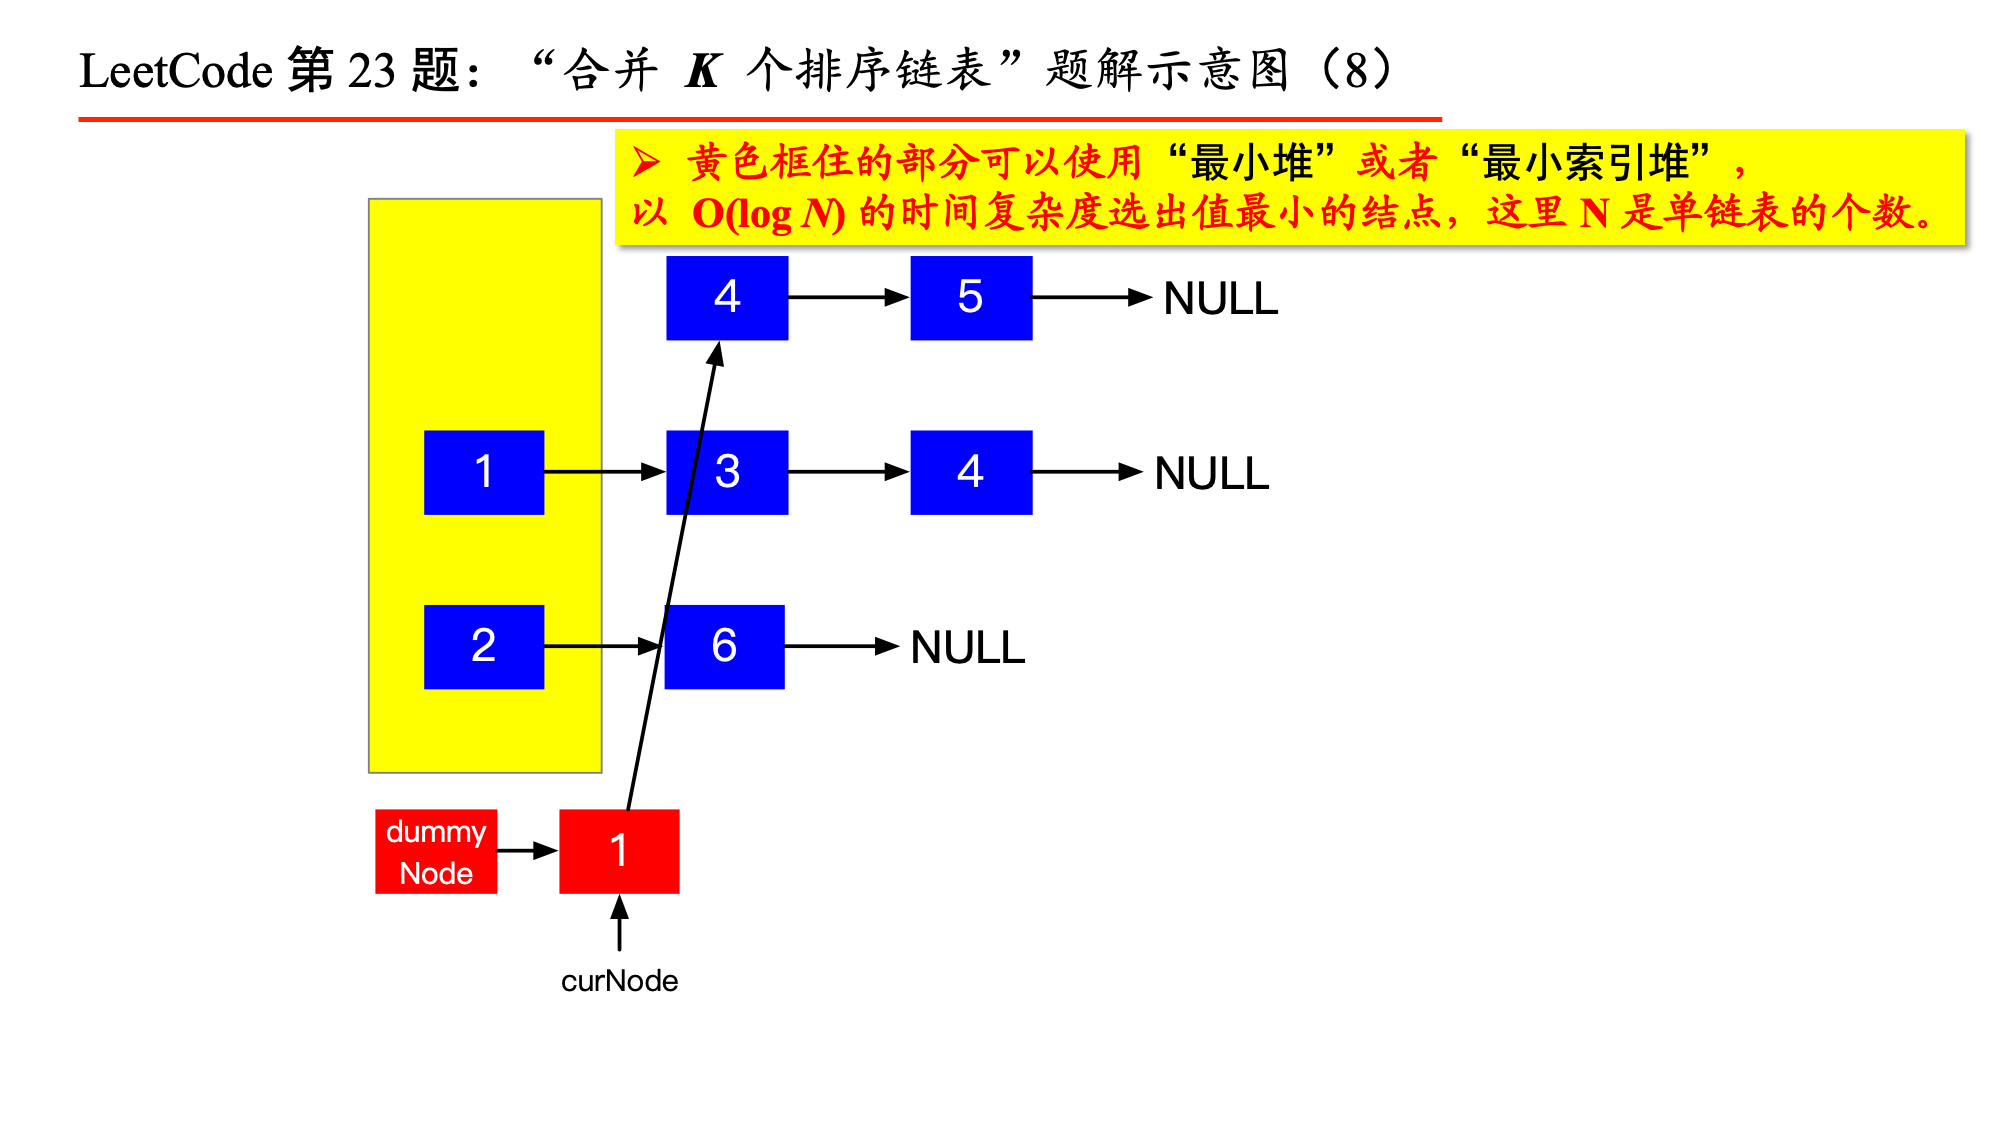 LeetCode 第 23 题：“合并 K 个排序链表”题解示意图（8）
➢ 黄色框住的部分可以使用“最小堆”或者“最小索引堆”，
以 O(log N) 的时间复杂度选出值最小的结点，这里 N 是单链表的个数。
4 5 NULL
1 3 4 NULL
2 6 NULL
dummy
Node
1
curNode